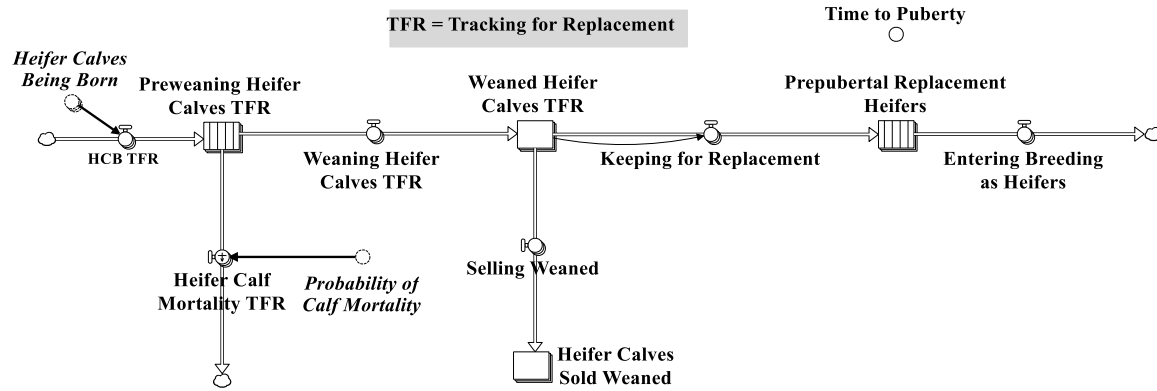 TFR = Tracking for Replacement
Time to Puberty
Heifer Calves
Being Born
Preweaning Heifer
Calves TFR
Weaned Heifer
Calves TFR
Prepubertal Replacement
Heifers
HCB TFR
Weaning Heifer
Calves TFR
Keeping for Replacement
Entering Breeding
as Heifers
Heifer Calf
Mortality TFR
Probability of
Calf Mortality
Selling Weaned
Heifer Calves
Sold Weaned